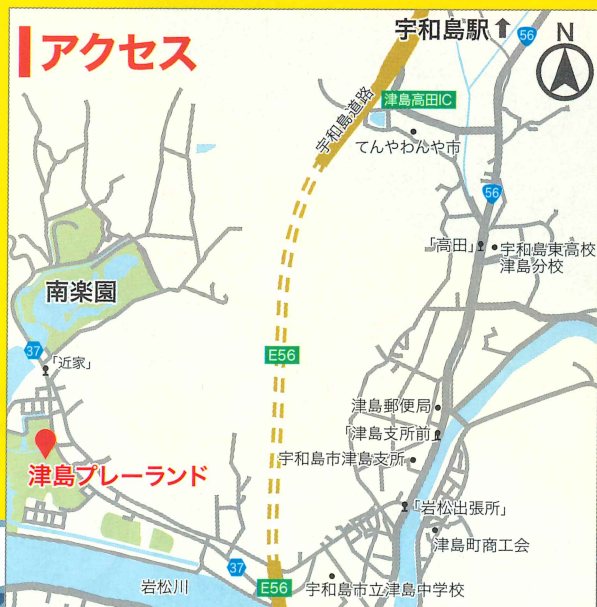 アクセス
宇和島駅↑
56
N
津島高田IC
宇和島道路
てんやわんや市
56
「高田」
宇和島東高校
津島分校
南楽園
37
「近家」
E56
津島郵便局
「津島支所前」
宇和島市津島支所
津島プレーランド
「岩松出張所」
津島町商工会
37
岩松川
E56
宇和島市立津島中学校